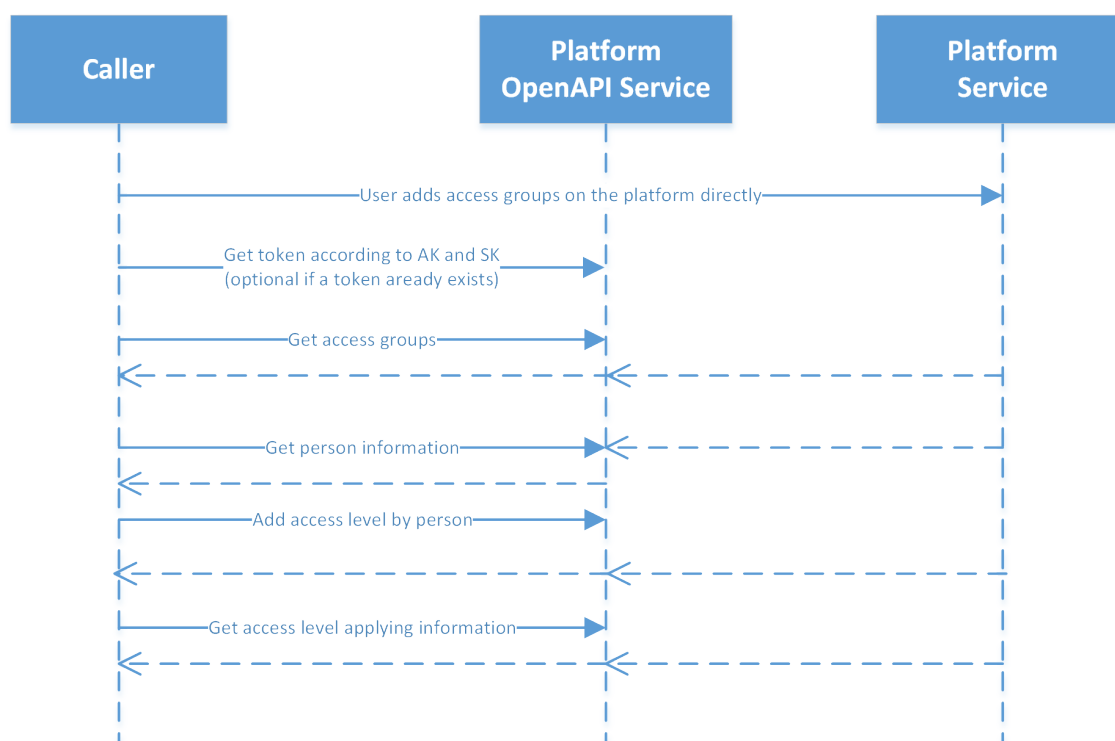 Caller
Platform
OpenAPI Service
Platform
Service
User adds access groups on the platform directly
Get token according to AK and SK
(optional if a token aready exists)
Get access groups
Get person information
Add access level by person
Get access level applying information